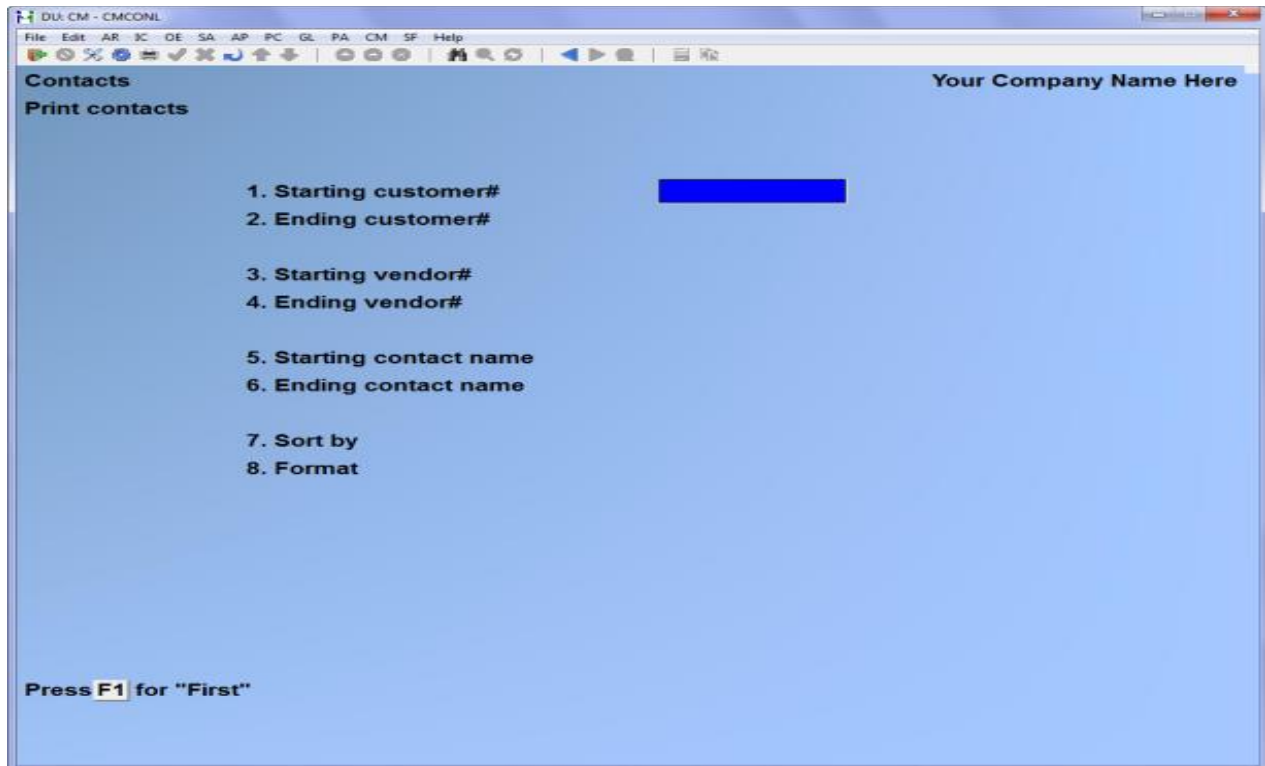 DU: CM - CMCONL
File Edit AR IC OE SA AP PC GL PA CM SF Help
Contacts Your Company Name Here
Print contacts
1. Starting customer#
2. Ending customer#
3. Starting vendor#
4. Ending vendor#
5. Starting contact name
6. Ending contact name
7. Sort by
8. Format
Press F1 for "First"